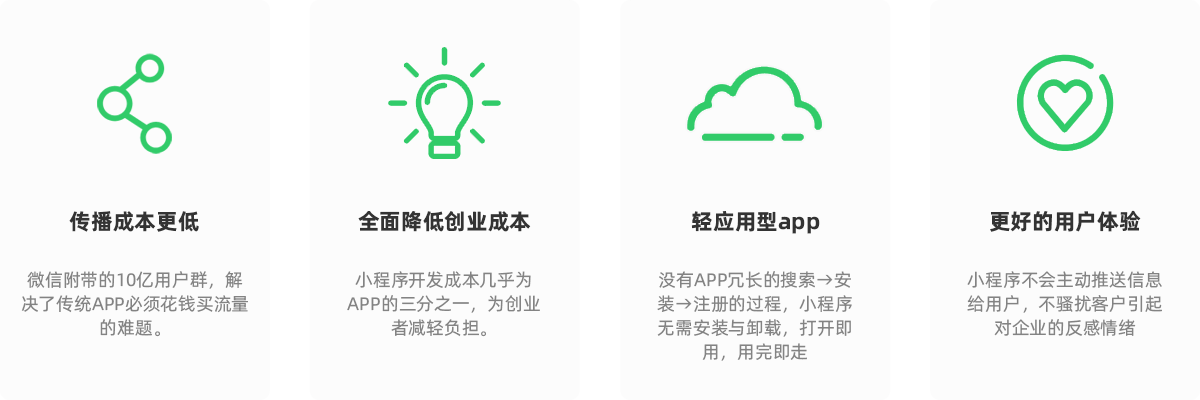 传播成本更低
微信附带的10亿用户群，解
决了传统APP必须花钱买流量
的难题。
全面降低创业成本
小程序开发成本几乎为
APP的三分之一，为创业
者减轻负担。
轻应用型app
没有APP冗长的搜索→安
装→注册的过程，小程序
无需安装与卸载，打开即
用，用完即走
更好的用户体验
小程序不会主动推送信息
给用户，不骚扰客户引起
对企业的反感情绪